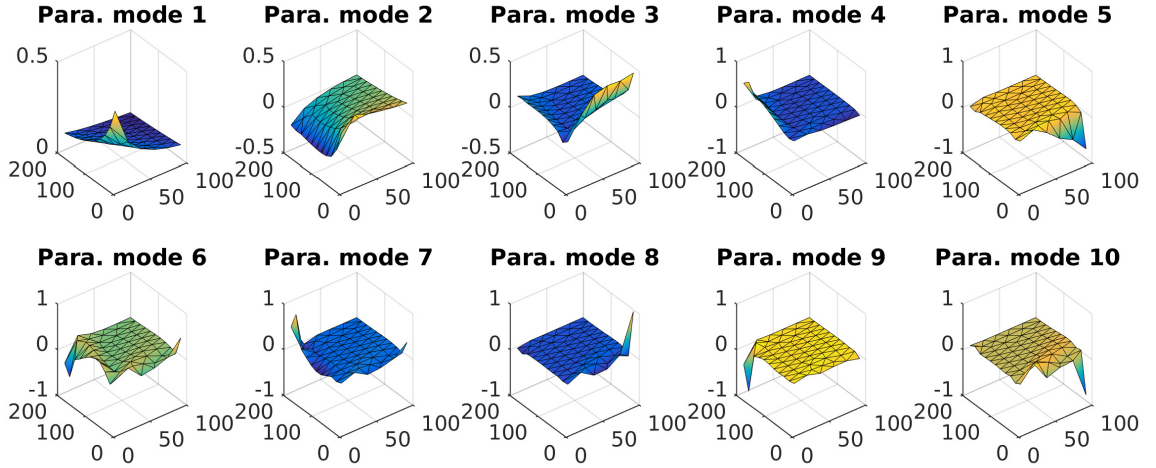 Para. mode 1 Para. mode 2 Para. mode 3 Para. mode 4 Para. mode 5
0.5 0.5 0.5 1 1
0 0 0 0
0 -0.5 -0.5 -1 -1
200 200 200 200 200
100 100 100 100 100 100 100 100 100 100
50 50 50 50 50
0 0 0 0 0 0 0 0 0 0
Para. mode 6 Para. mode 7 Para. mode 8 Para. mode 9 Para. mode 10
1 1 1 1 1
0 0 0 0 0
-1 -1 -1 -1 -1
200 200 200 200 200
100 100 100 100 100 100 100 100 100 100
50 50 50 50 50
0 0 0 0 0 0 0 0 0 0